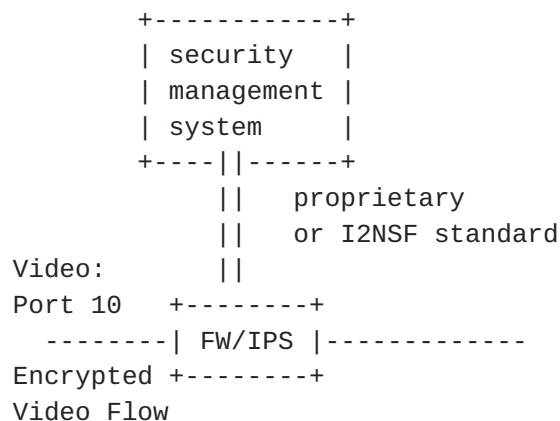 +------------+
| security   |
| management |
| system     |
+----||------+
||   proprietary
||   or I2NSF standard
Video:       ||
Port 10   +--------+
--------| FW/IPS |-------------
Encrypted +--------+
Video Flow